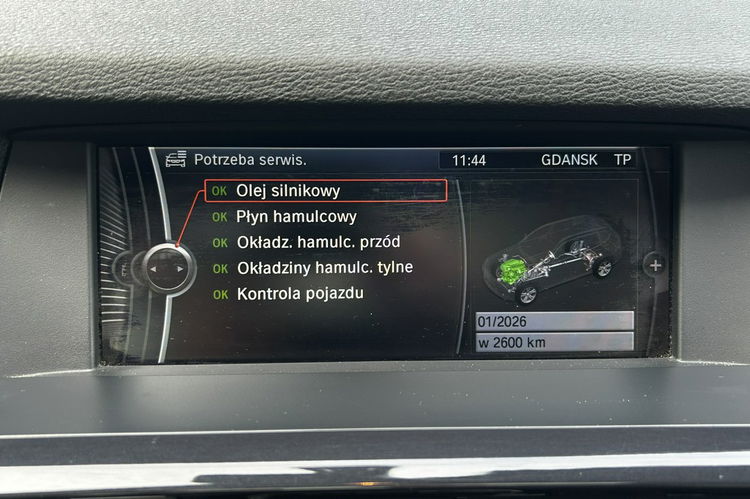 Potrzeba serwis.
11:44 GDANSK TP
OK Olej silnikowy
OK Płyn hamulcowy
OK Okładz. hamulc. przód
OK Okładziny hamulc. tylne
OK Kontrola pojazdu
01/2026
w 2600 km